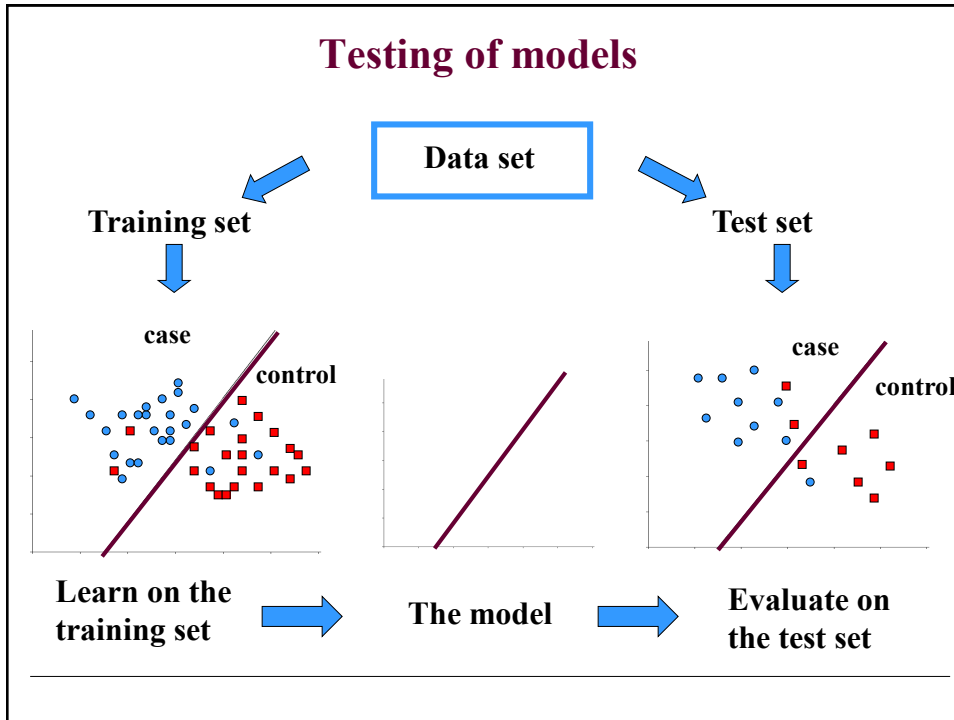 Testing of models
Data set
Training set
Test set
case
control
case
control
Learn on the
training set
The model
Evaluate on
the test set